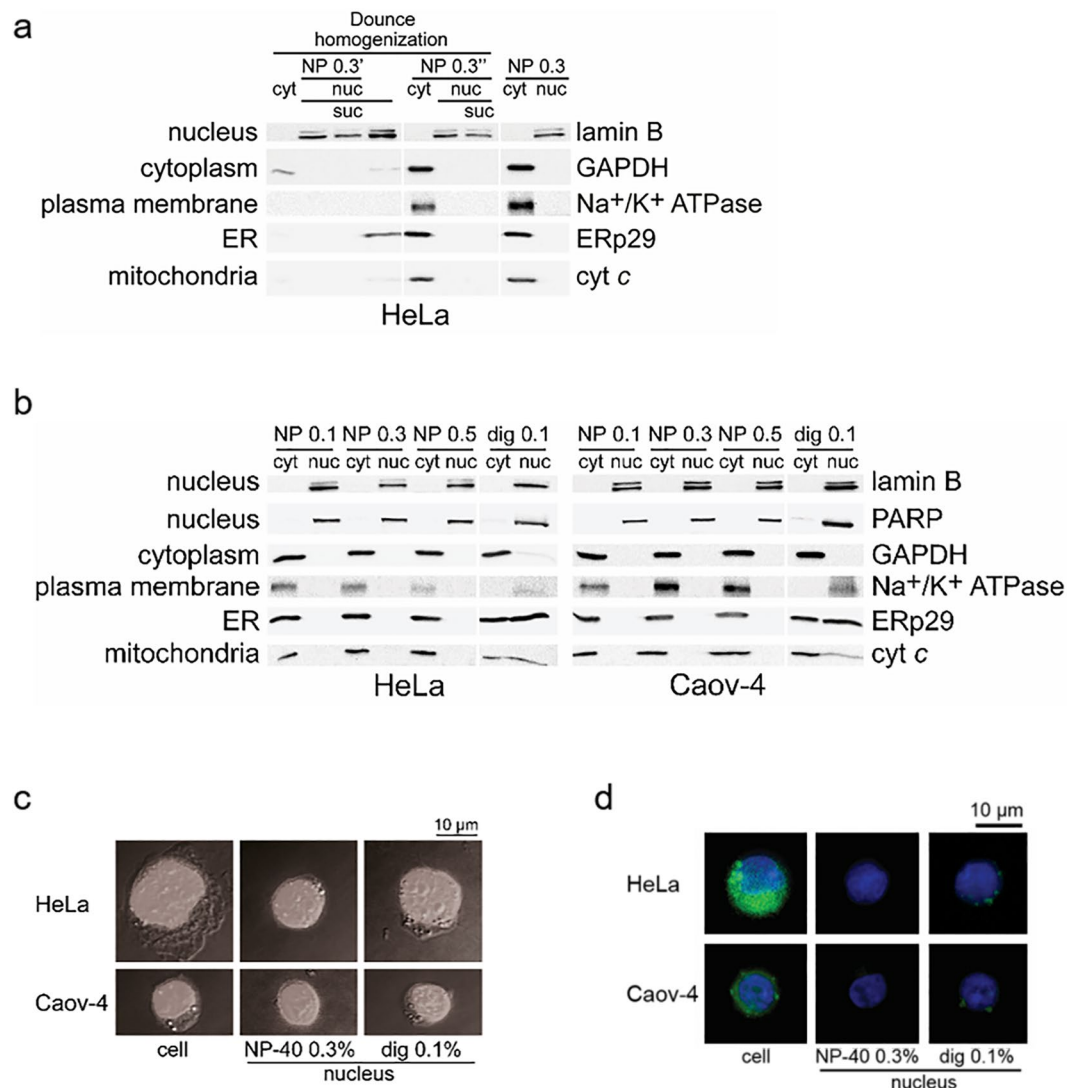 a
Dounce
homogenization
NP 0.3' NP 0.3'' NP 0.3
cyt nuc cyt nuc cyt nuc
suc suc
nucleus lamin B
cytoplasm GAPDH
plasma membrane Na+/K+ ATPase
ER ERp29
mitochondria cyt c
HeLa
b
NP 0.1 NP 0.3 NP 0.5 dig 0.1 NP 0.1 NP 0.3 NP 0.5 dig 0.1
cyt nuc cyt nuc cyt nuc cyt nuc cyt nuc cyt nuc cyt nuc cyt nuc
nucleus lamin B
nucleus PARP
cytoplasm GAPDH
plasma membrane Na+/K+ ATPase
ER ERp29
mitochondria cyt c
HeLa Caov-4
c
10 µm
HeLa
Caov-4
cell NP-40 0.3% dig 0.1%
nucleus
d
10 µm
HeLa
Caov-4
cell NP-40 0.3% dig 0.1%
nucleus